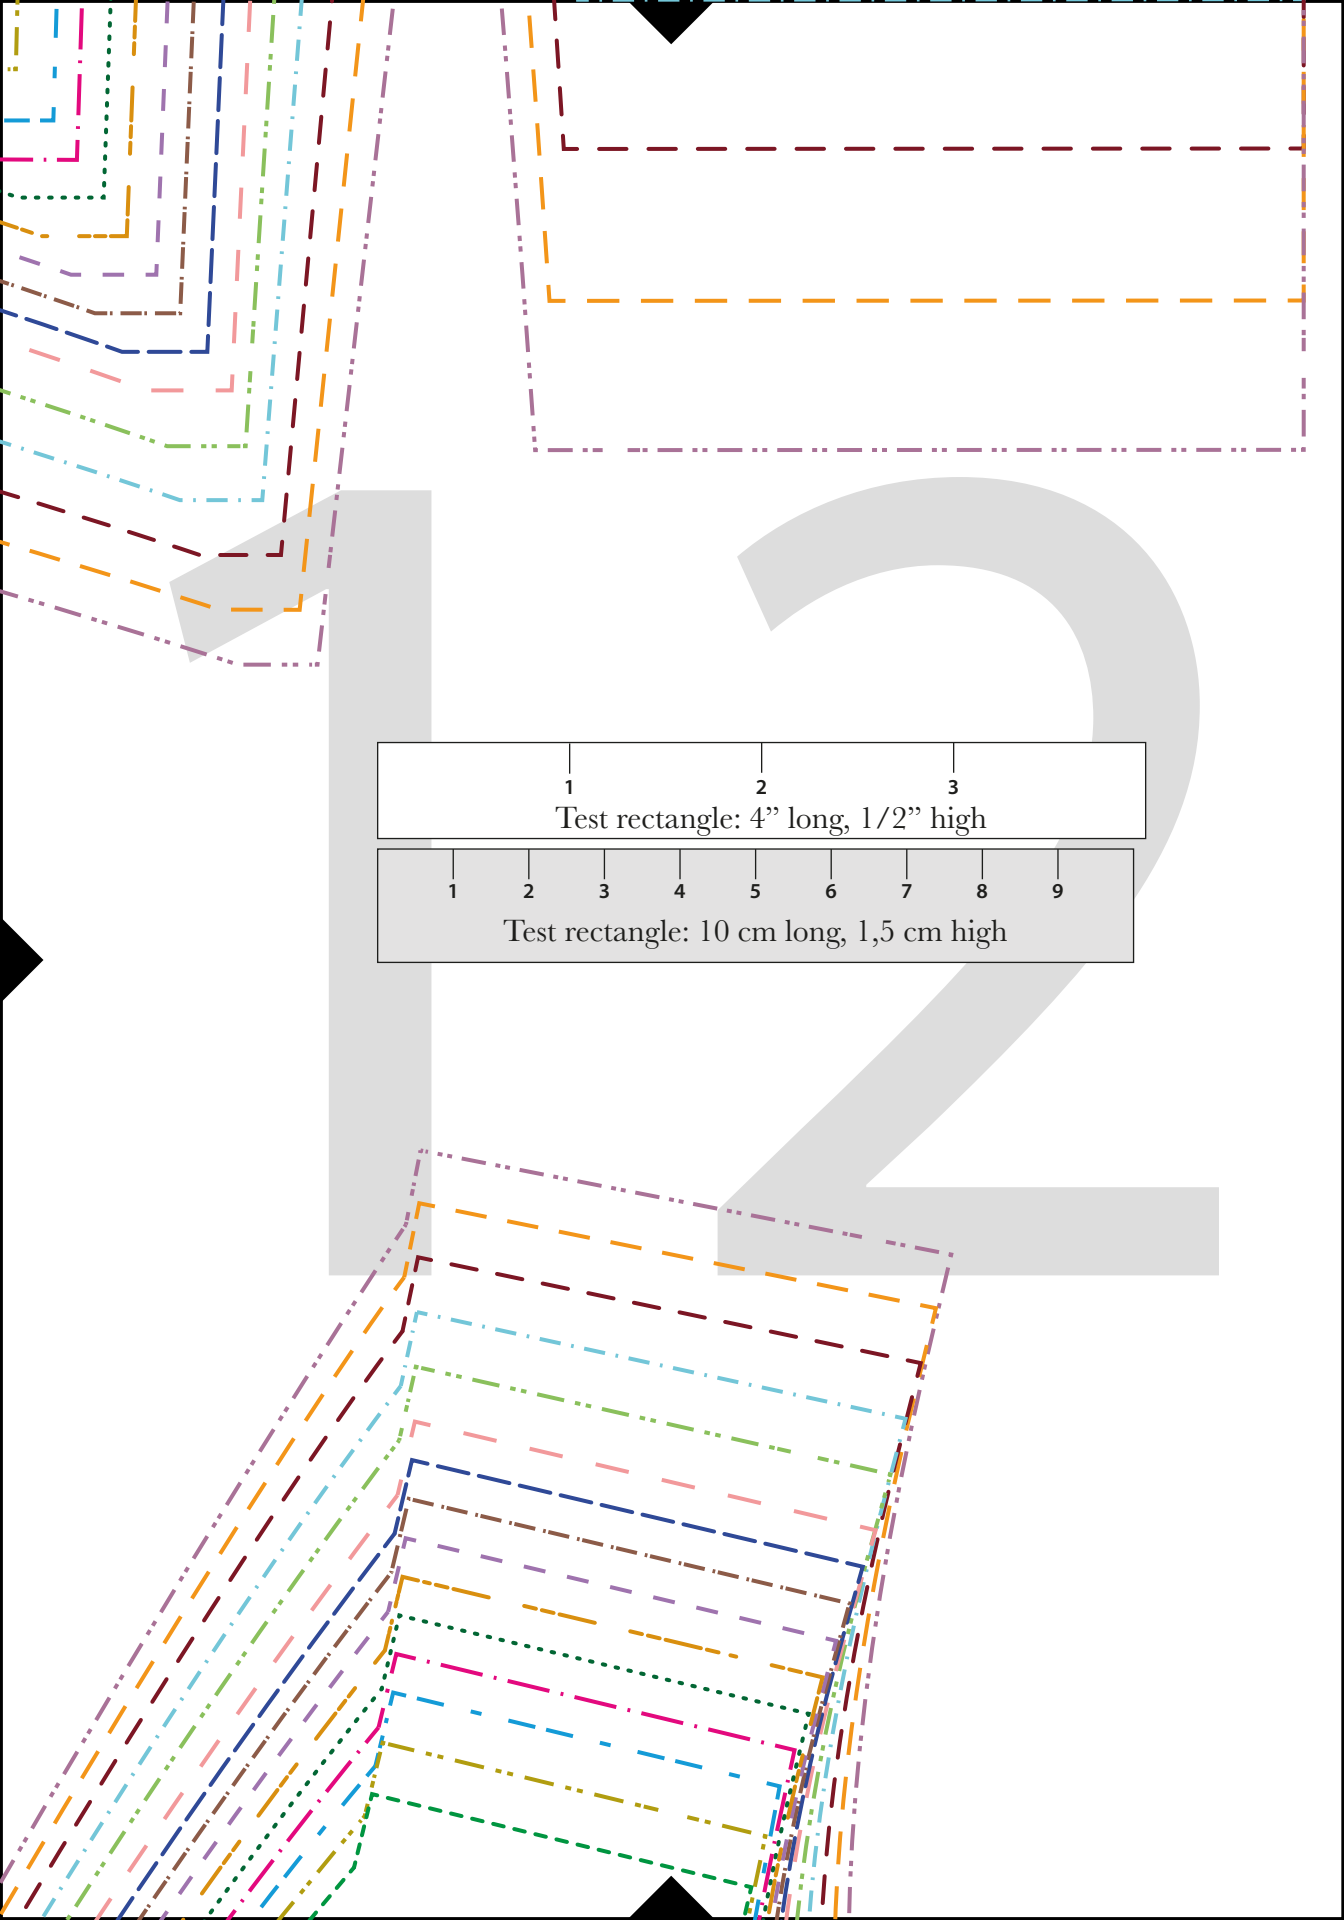 12
1 2 3
Test rectangle: 4” long, 1/2” high
1 2 3 4 5 6 7 8 9
Test rectangle: 10 cm long, 1,5 cm high